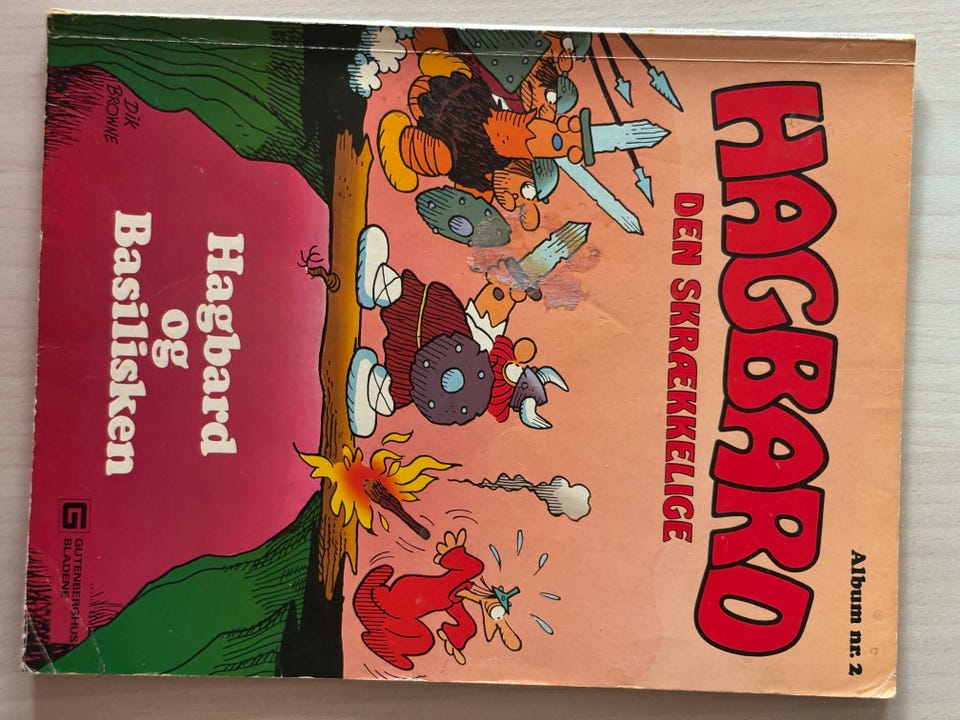 Album nr. 2
HAGBARD
DEN SKRÆKKELIGE
Hagbard
og
Basilisken
DIK
BROWNE
G GUTENBERGHUS
BLADENE